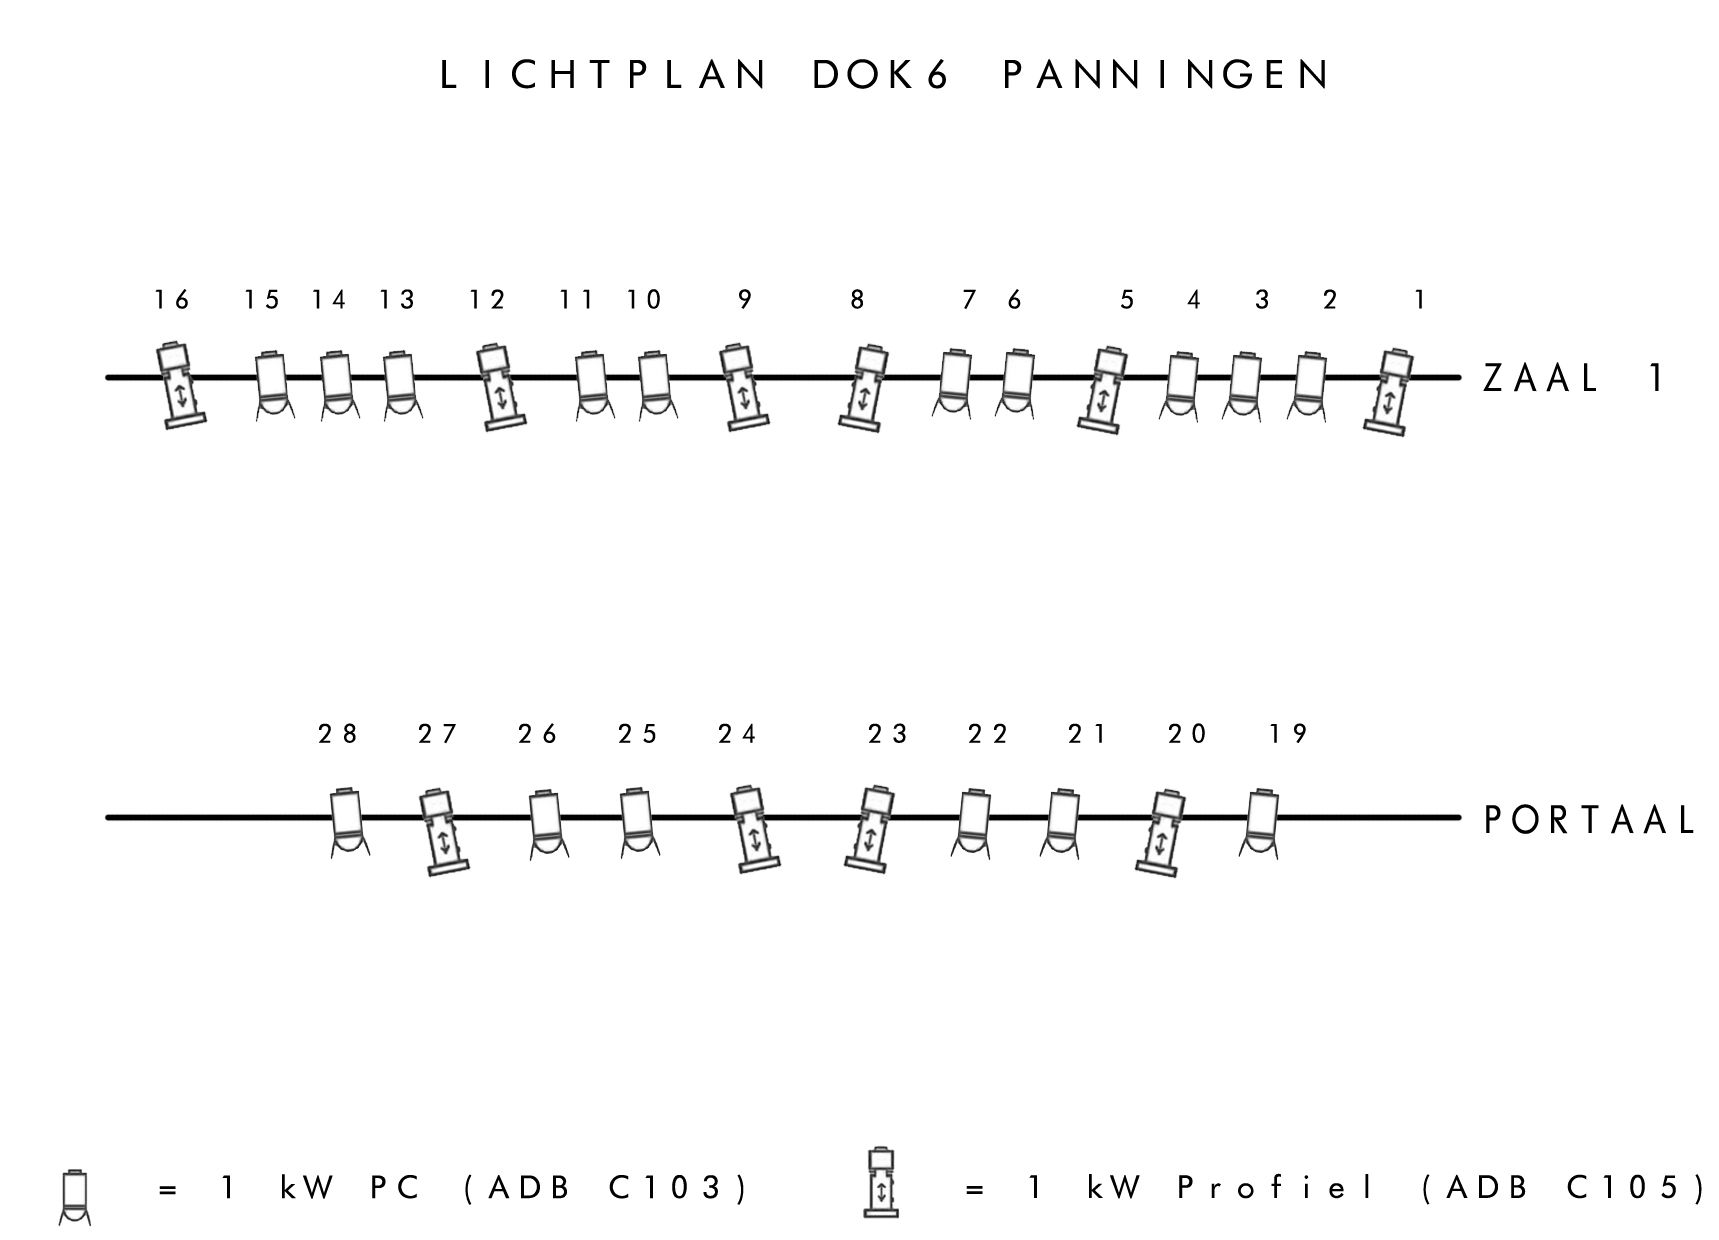 LICHTPLAN DOK6 PANNINGEN
16 15 14 13 12 11 10 9 8 7 6 5 4 3 2 1
ZAAL 1
28 27 26 25 24 23 22 21 20 19
PORTAAL
= 1 kW PC (ADB C103) = 1 kW Profiel (ADB C105)